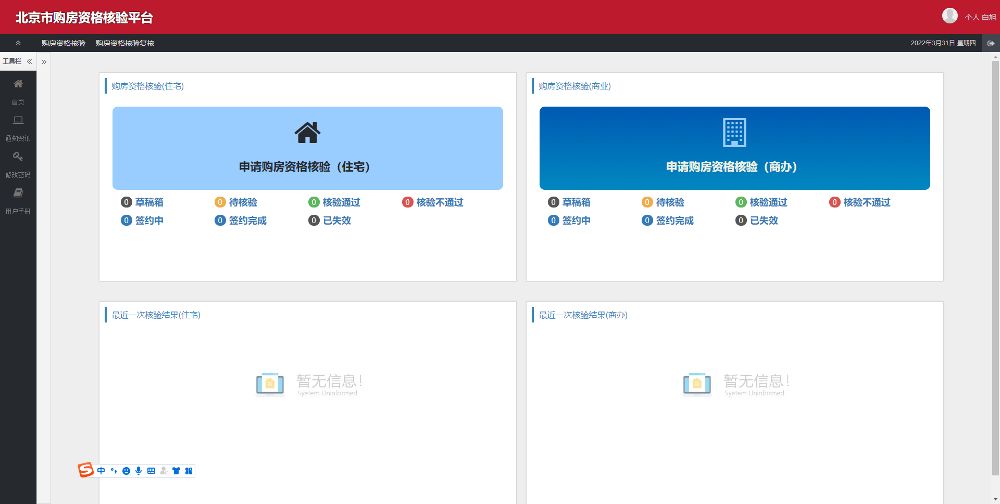 北京市购房资格核验平台
个人 白旭
购房资格核验 购房资格核验复核
2022年3月31日 星期四
工具栏
首页
通知资讯
修改密码
用户手册
购房资格核验(住宅)
申请购房资格核验（住宅）
0 草稿箱 0 待核验 0 核验通过 0 核验不通过
0 签约中 0 签约完成 0 已失效
购房资格核验(商业)
申请购房资格核验（商办）
0 草稿箱 0 待核验 0 核验通过 0 核验不通过
0 签约中 0 签约完成 0 已失效
最近一次核验结果(住宅)
暂无信息！
Syetem Uninformed
最近一次核验结果(商办)
暂无信息！
Syetem Uninformed
S 中